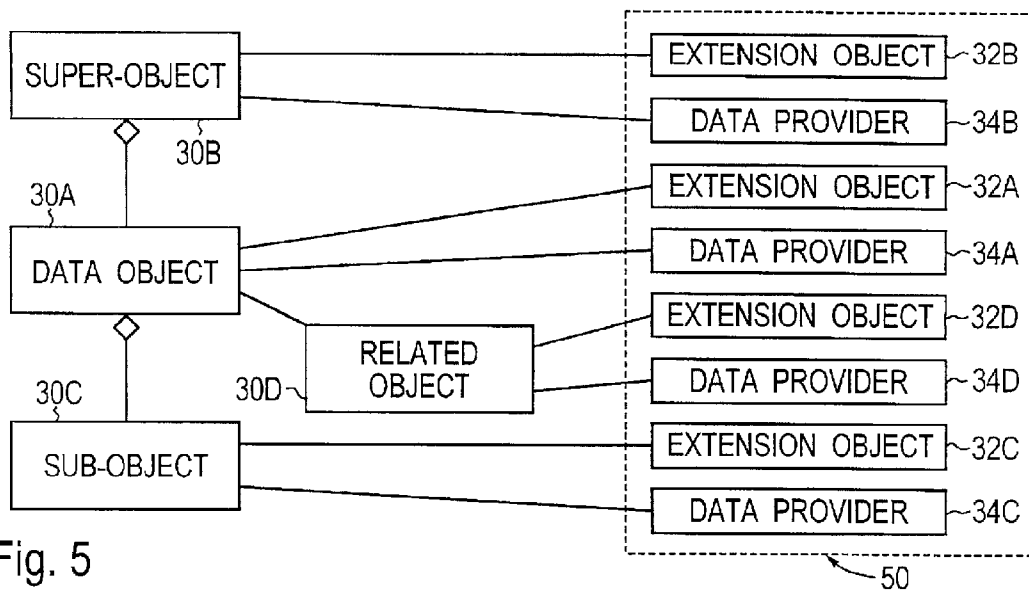 SUPER-OBJECT
30B
30A
DATA OBJECT
30C
SUB-OBJECT
RELATED
OBJECT
30D
EXTENSION OBJECT
32B
DATA PROVIDER
34B
EXTENSION OBJECT
32A
DATA PROVIDER
34A
EXTENSION OBJECT
32D
DATA PROVIDER
34D
EXTENSION OBJECT
32C
DATA PROVIDER
34C
50
Fig. 5